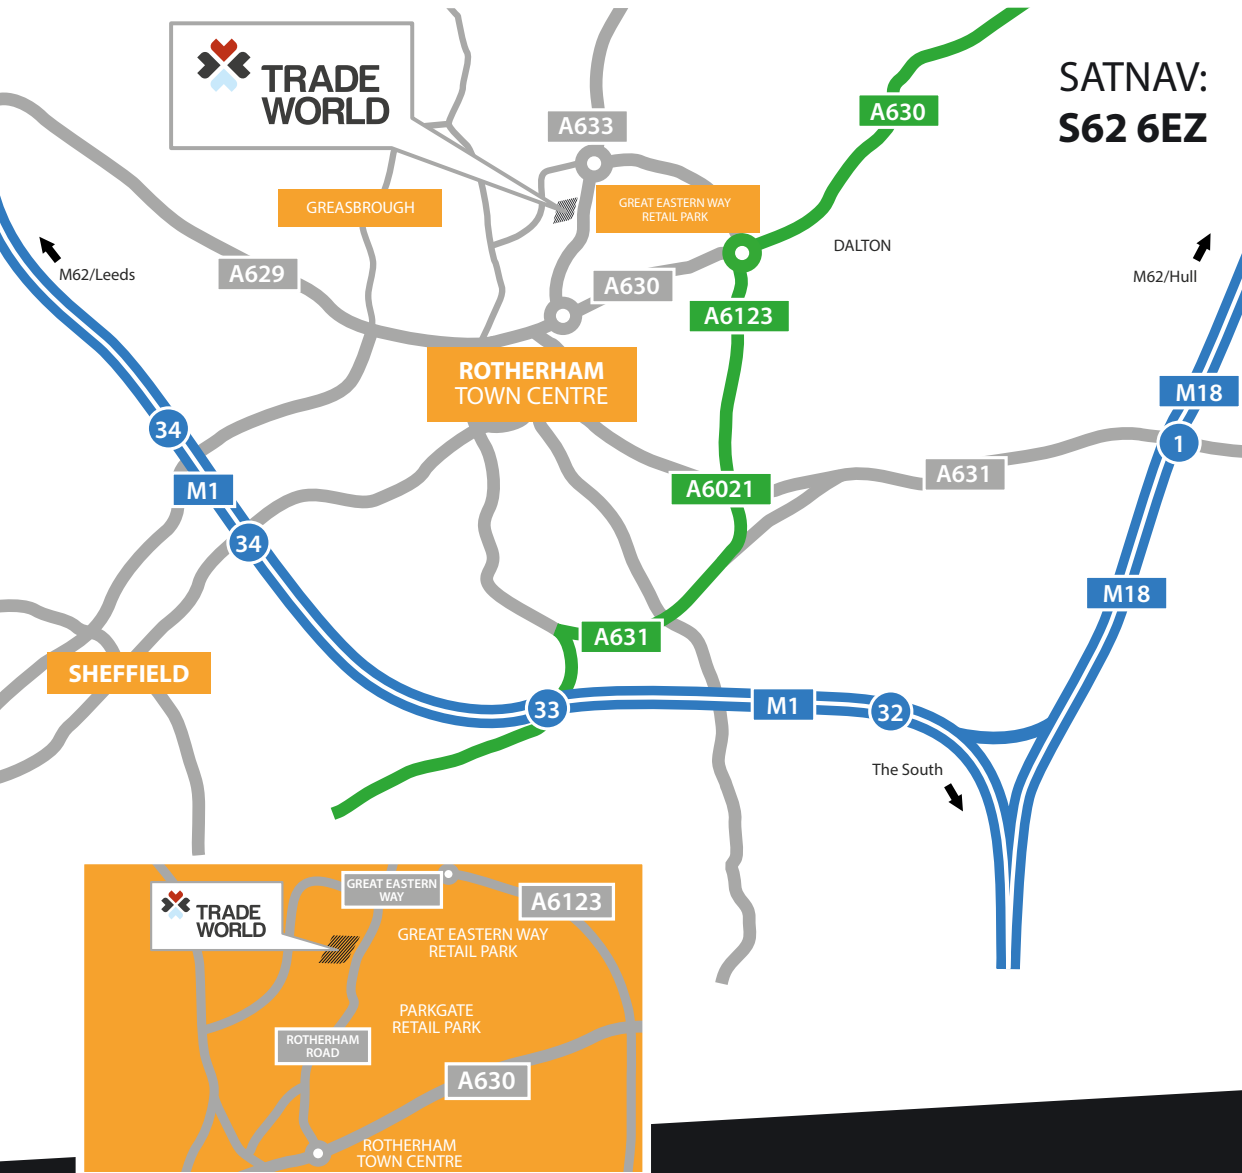 TRADE
WORLD
SATNAV:
S62 6EZ
A633
A630
GREASBROUGH
GREAT EASTERN WAY
RETAIL PARK
DALTON
M62/Leeds
A629
A630
M62/Hull
A6123
ROTHERHAM
TOWN CENTRE
M18
34
1
M1
A6021
A631
34
M18
A631
SHEFFIELD
33
M1
32
The South
GREAT EASTERN
WAY
A6123
TRADE
WORLD
GREAT EASTERN WAY
RETAIL PARK
PARKGATE
RETAIL PARK
ROTHERHAM
ROAD
A630
ROTHERHAM
TOWN CENTRE